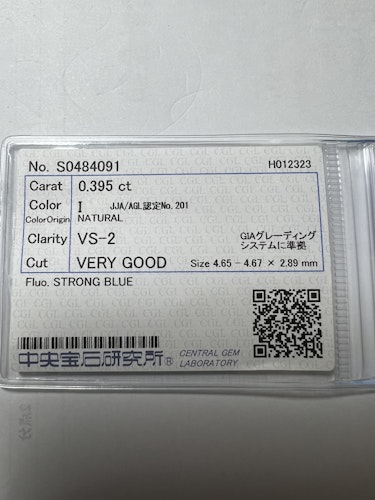 No. S0484091 H012323
Carat 0.395 ct
Color I JJA/AGL認定No. 201
ColorOrigin NATURAL
Clarity VS-2 GIAグレーディング
システムに準拠
Cut VERY GOOD Size 4.65 - 4.67 × 2.89 mm
Fluo. STRONG BLUE
中央宝石研究所® CENTRAL GEM
LABORATORY